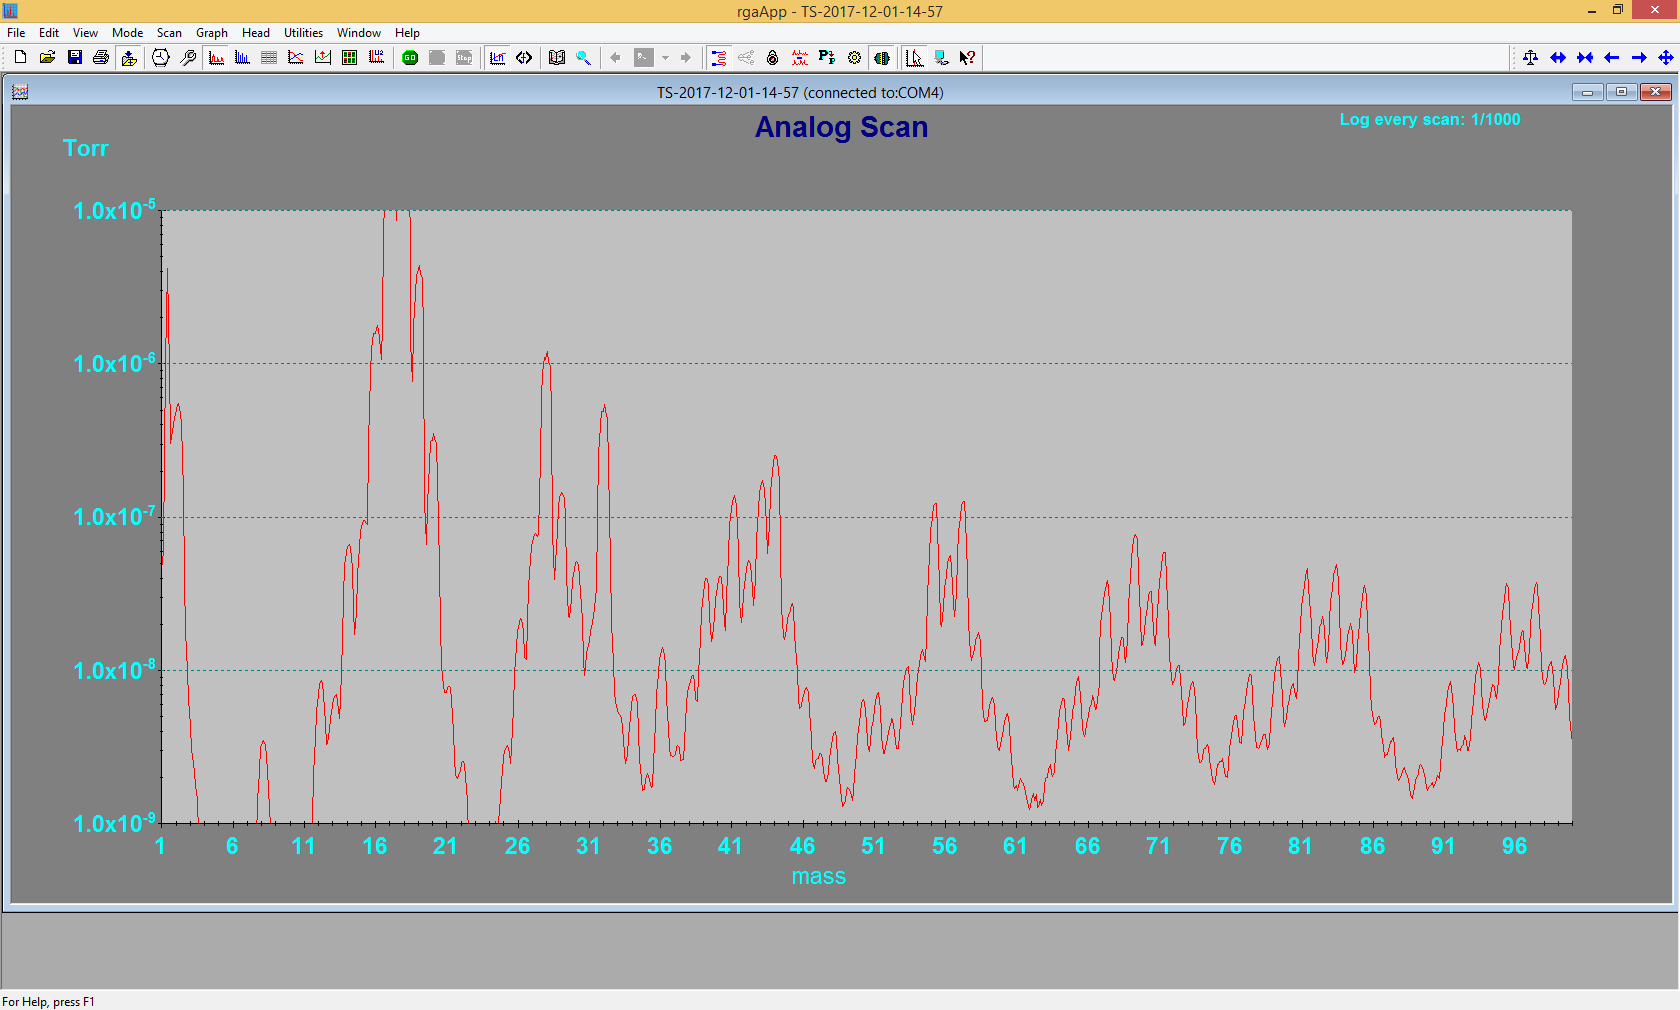 rgaApp - TS-2017-12-01-14-57
File Edit View Mode Scan Graph Head Utilities Window Help
GO Stop
TS-2017-12-01-14-57 (connected to:COM4)
Analog Scan
Log every scan: 1/1000
Torr
1.0x10^-5
1.0x10^-6
1.0x10^-7
1.0x10^-8
1.0x10^-9
1 6 11 16 21 26 31 36 41 46 51 56 61 66 71 76 81 86 91 96
mass
For Help, press F1